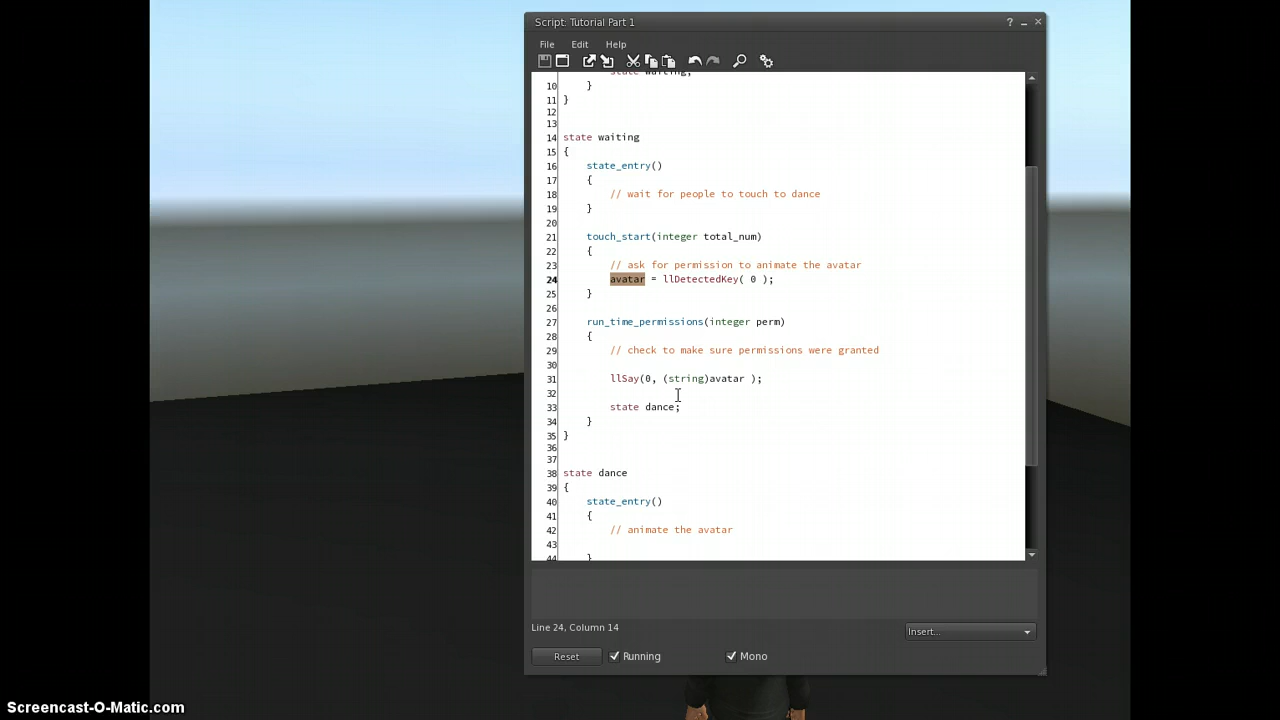 Script: Tutorial Part 1
?
File Edit Help
state waiting;
10 }
11 }
12
13
14 state waiting
15 {
16 state_entry()
17 {
18 // wait for people to touch to dance
19 }
20
21 touch_start(integer total_num)
22 {
23 // ask for permission to animate the avatar
24 avatar = llDetectedKey( 0 );
25 }
26
27 run_time_permissions(integer perm)
28 {
29 // check to make sure permissions were granted
30
31 llSay(0, (string)avatar );
32
33 state dance;
34 }
35 }
36
37
38 state dance
39 {
40 state_entry()
41 {
42 // animate the avatar
43
44 }
Line 24, Column 14
Insert...
Reset Running Mono
Screencast-O-Matic.com